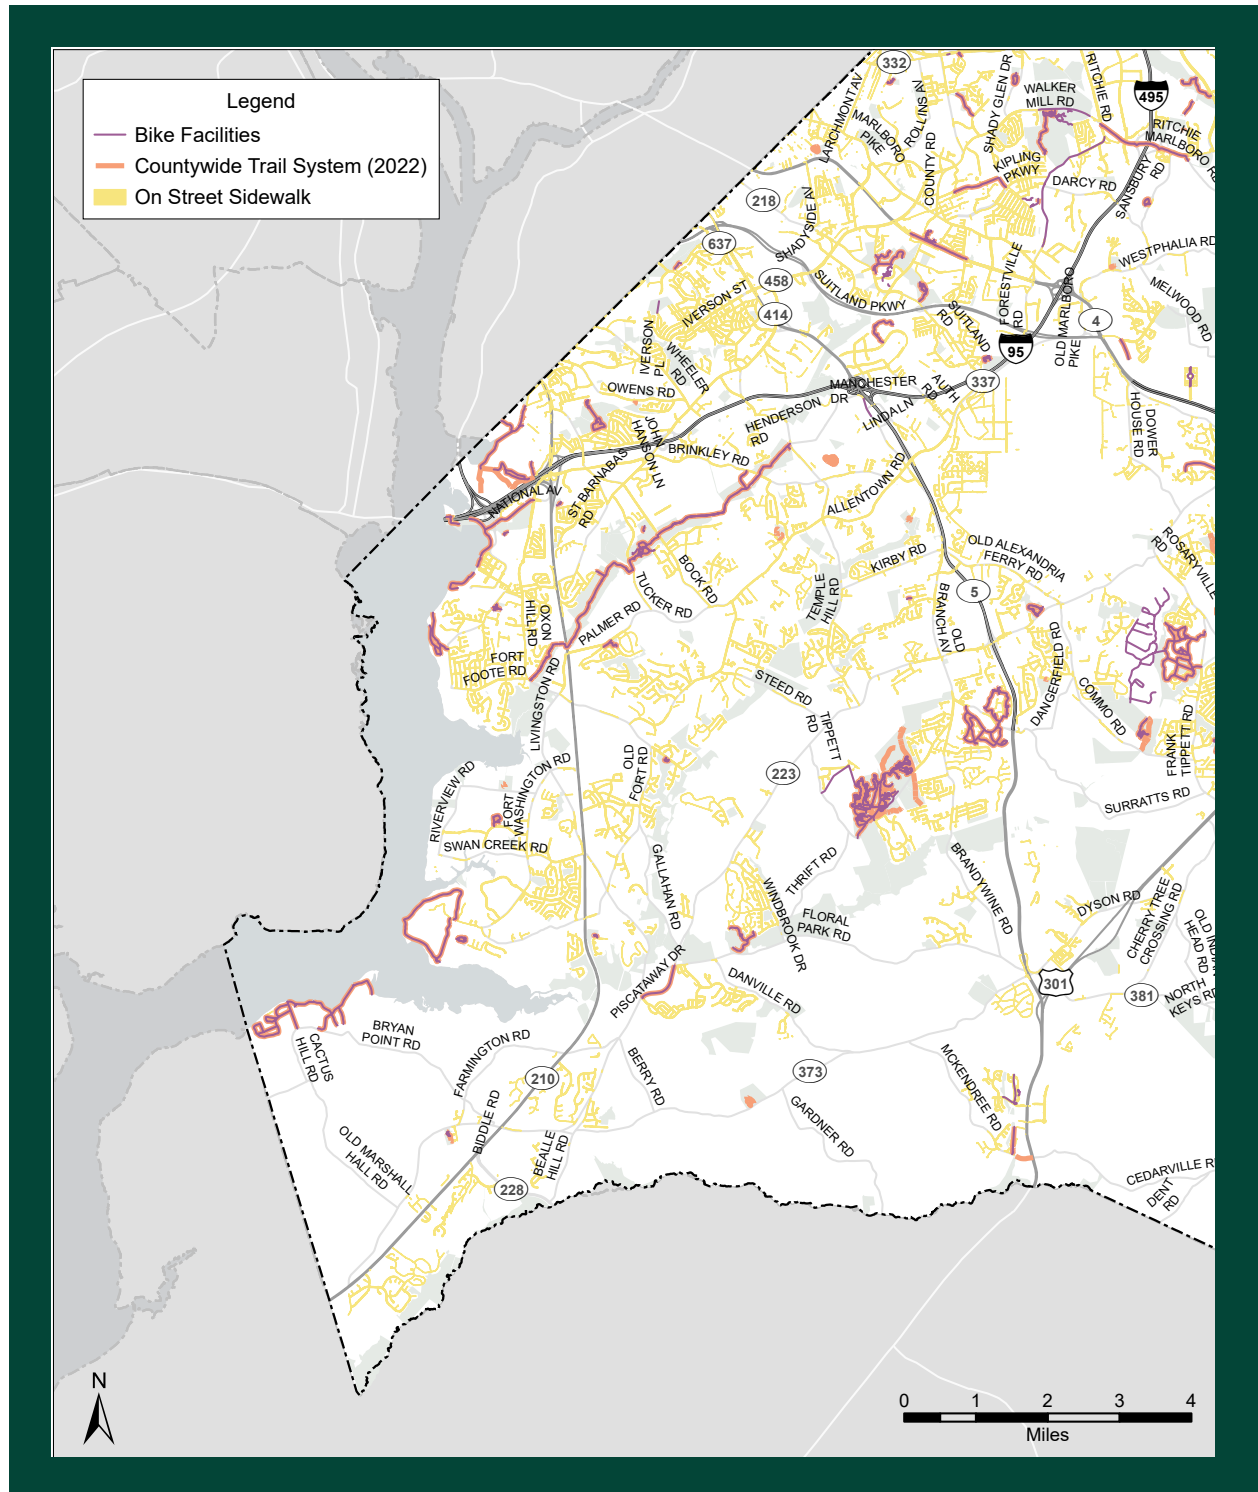 Legend
Bike Facilities
Countywide Trail System (2022)
On Street Sidewalk
332
LARCHMONT AV
MARLBORO
PIKE
ROLLINS AV
COUNTY RD
SHADY GLEN DR
WALKER
MILL RD
RITCHIE RD
495
RITCHIE
MARLBORO RD
KIPLING
PKWY
DARCY RD
SANSBURY
RD
218
SHADYSIDE AV
637
458
414
IVERSON ST
SUITLAND PKWY
SUITLAND
RD
FORESTVILLE
RD
OLD MARLBORO
PIKE
WESTPHALIA RD
MELWOOD RD
4
95
337
IVERSON
PL
WHEELER
RD
OWENS RD
MANCHESTER
DR
AUTH
RD
LINDA LN
HENDERSON
RD
DOWER
HOUSE RD
JOHN
HANSON LN
BRINKLEY RD
ST BARNABAS
RD
NATIONAL AV
ALLENTOWN RD
KIRBY RD
OLD ALEXANDRIA
FERRY RD
ROSARYVILLE
RD
BOCK RD
TUCKER RD
TEMPLE
HILL RD
5
OLD
BRANCH AV
OXON
HILL RD
PALMER RD
FORT
FOOTE RD
LIVINGSTON RD
STEED RD
DANGERFIELD RD
COMMO RD
FRANK
TIPPETT RD
TIPPETT
RD
OLD
FORT RD
223
RIVERVIEW RD
FORT
WASHINGTON RD
SURRATTS RD
SWAN CREEK RD
GALLAHAN RD
THRIFT RD
BRANDYWINE RD
WINDBROOK DR
FLORAL
PARK RD
DYSON RD
CHERRY TREE
CROSSING RD
OLD INDIAN
HEAD RD
PISCATAWAY DR
DANVILLE RD
301
381
NORTH
KEYS RD
CACTUS
HILL RD
BRYAN
POINT RD
FARMINGTON RD
BERRY RD
373
MCKENDREE RD
210
BIDDLE RD
GARDNER RD
OLD MARSHALL
HALL RD
BEALLE
HILL RD
228
CEDARVILLE R
DENT
RD
N
0 1 2 3 4
Miles